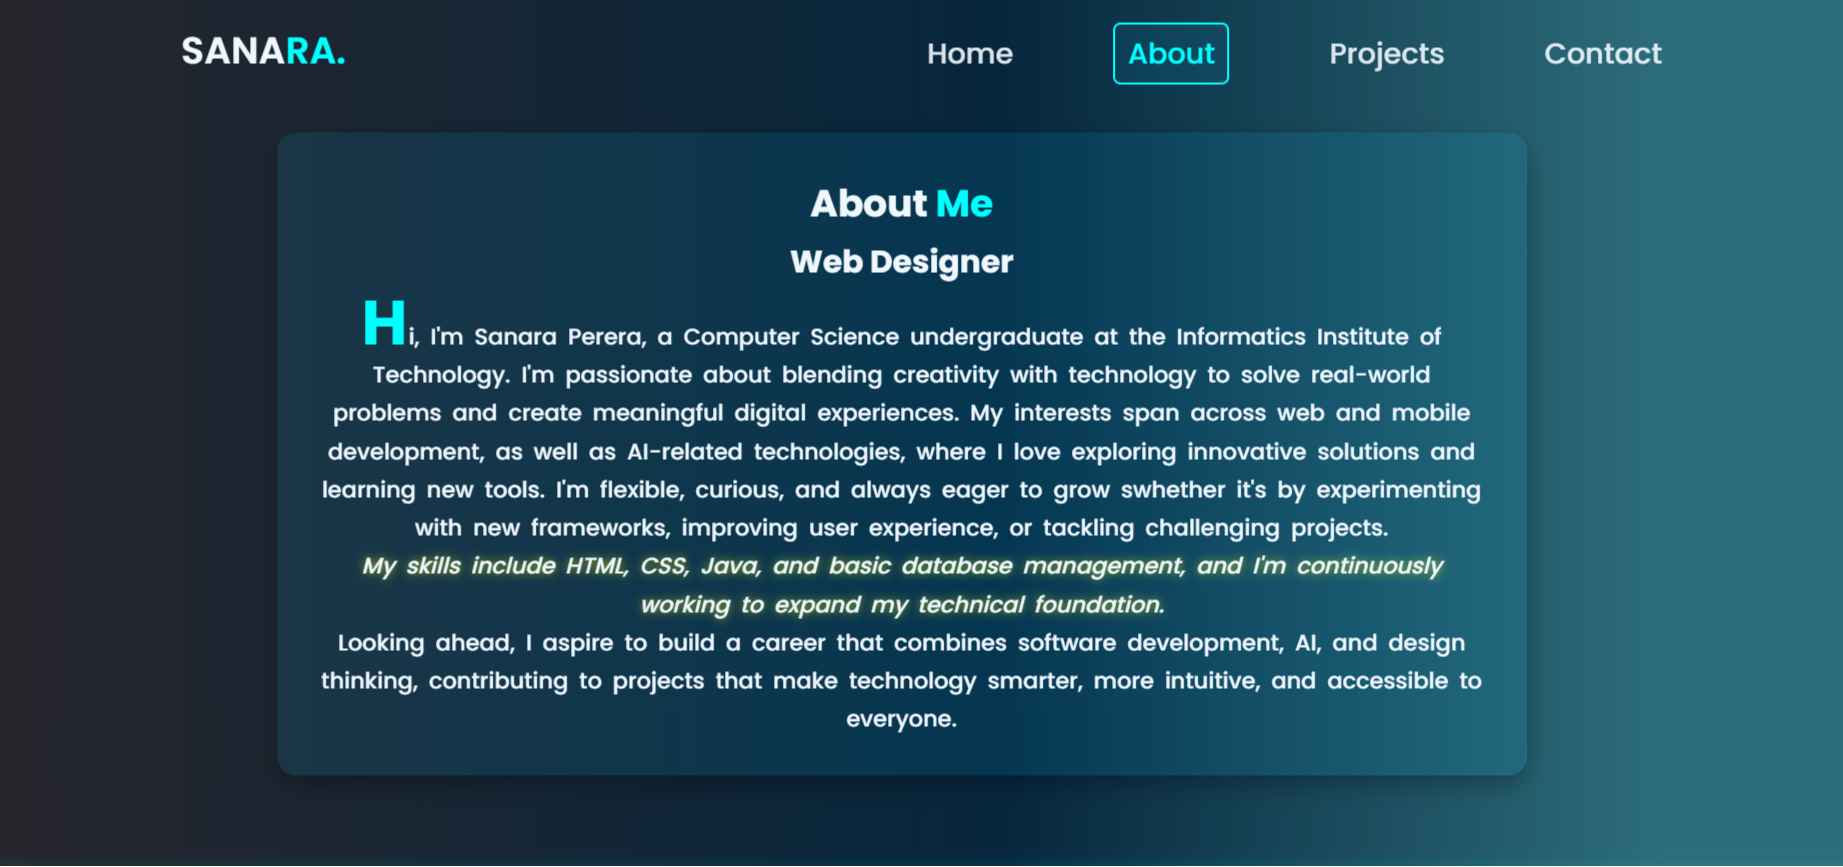 SANARA.
Home About Projects Contact
About Me
Web Designer
Hi, I'm Sanara Perera, a Computer Science undergraduate at the Informatics Institute of
Technology. I'm passionate about blending creativity with technology to solve real-world
problems and create meaningful digital experiences. My interests span across web and mobile
development, as well as AI-related technologies, where I love exploring innovative solutions and
learning new tools. I'm flexible, curious, and always eager to grow swhether it's by experimenting
with new frameworks, improving user experience, or tackling challenging projects.
My skills include HTML, CSS, Java, and basic database management, and I'm continuously
working to expand my technical foundation.
Looking ahead, I aspire to build a career that combines software development, AI, and design
thinking, contributing to projects that make technology smarter, more intuitive, and accessible to
everyone.